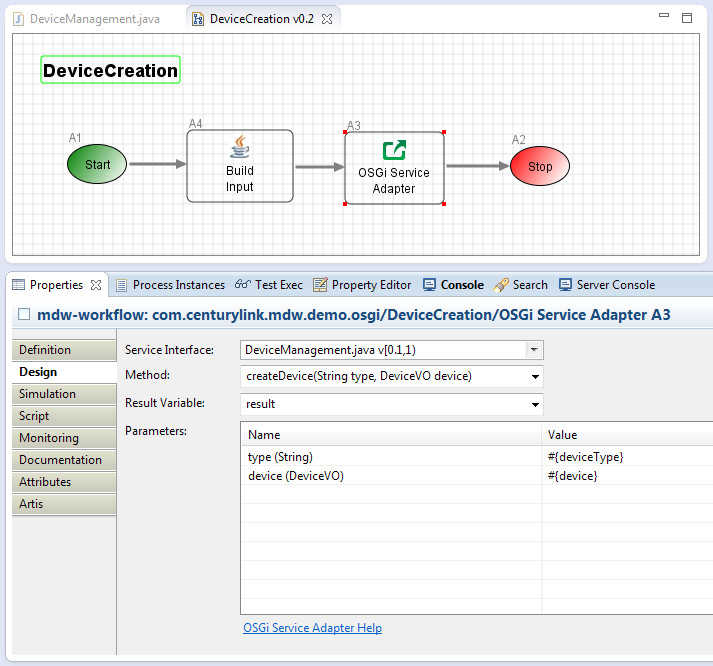 DeviceManagement.java
DeviceCreation v0.2
DeviceCreation
A1
A4
A3
A2
Start
Build
Input
OSGi Service
Adapter
Stop
Properties
Process Instances
Test Exec
Property Editor
Console
Search
Server Console
mdw-workflow: com.centurylink.mdw.demo.osgi/DeviceCreation/OSGi Service Adapter A3
Definition
Design
Simulation
Script
Monitoring
Documentation
Attributes
Artis
Service Interface:
DeviceManagement.java v[0.1,1)
Method:
createDevice(String type, DeviceVO device)
Result Variable:
result
Parameters:
Name
Value
type (String)
#{deviceType}
device (DeviceVO)
#{device}
OSGi Service Adapter Help